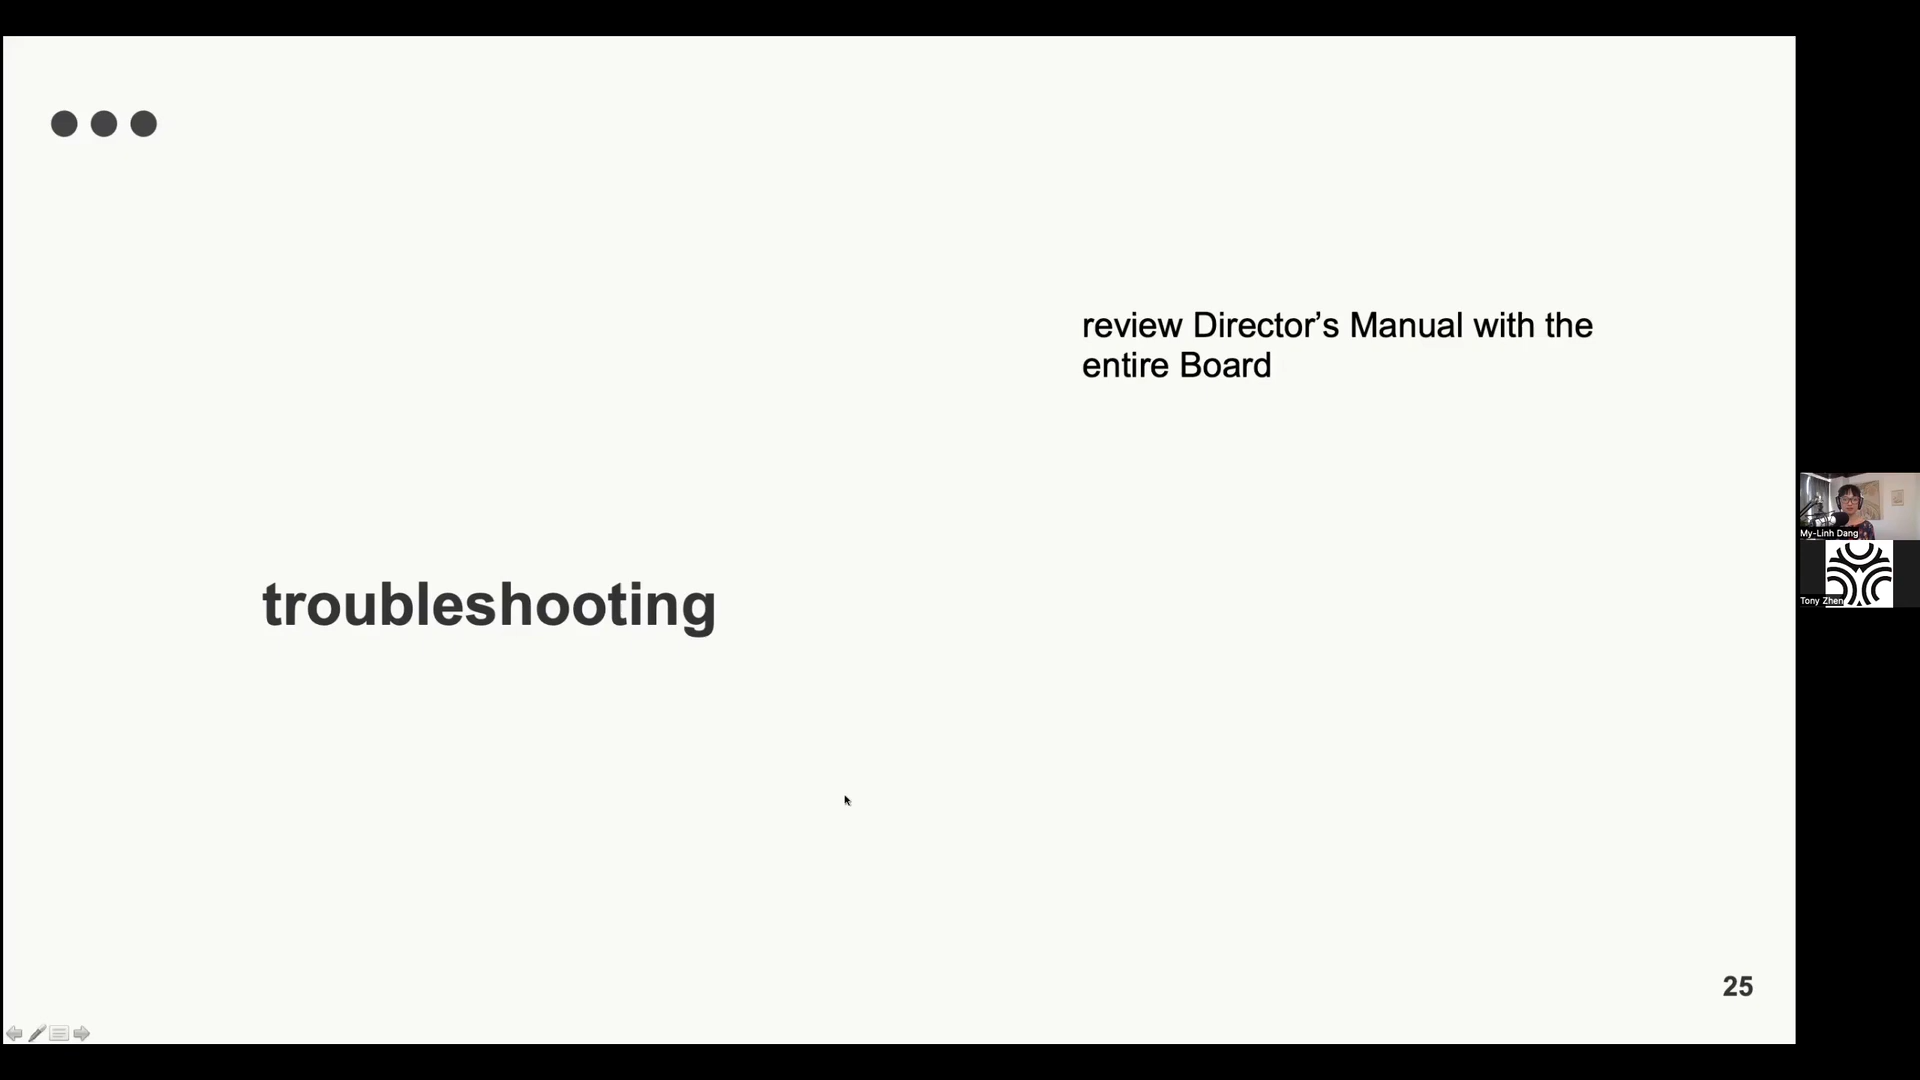 review Director’s Manual with the
entire Board
troubleshooting
My-Linh Dang
Tony Zhen
25